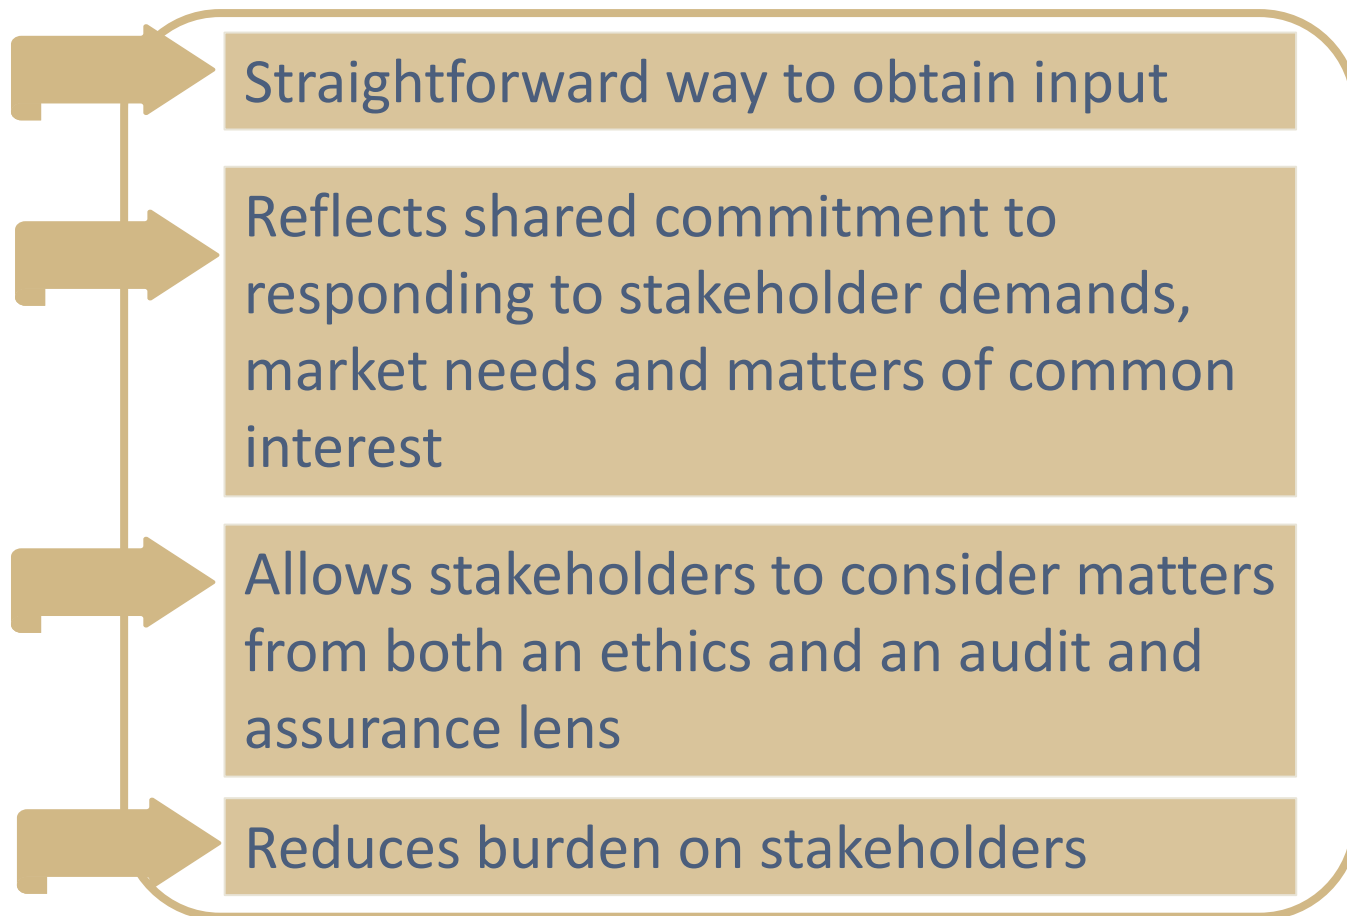 Straightforward way to obtain input
Reflects shared commitment to
responding to stakeholder demands,
market needs and matters of common
interest
Allows stakeholders to consider matters
from both an ethics and an audit and
assurance lens
Reduces burden on stakeholders